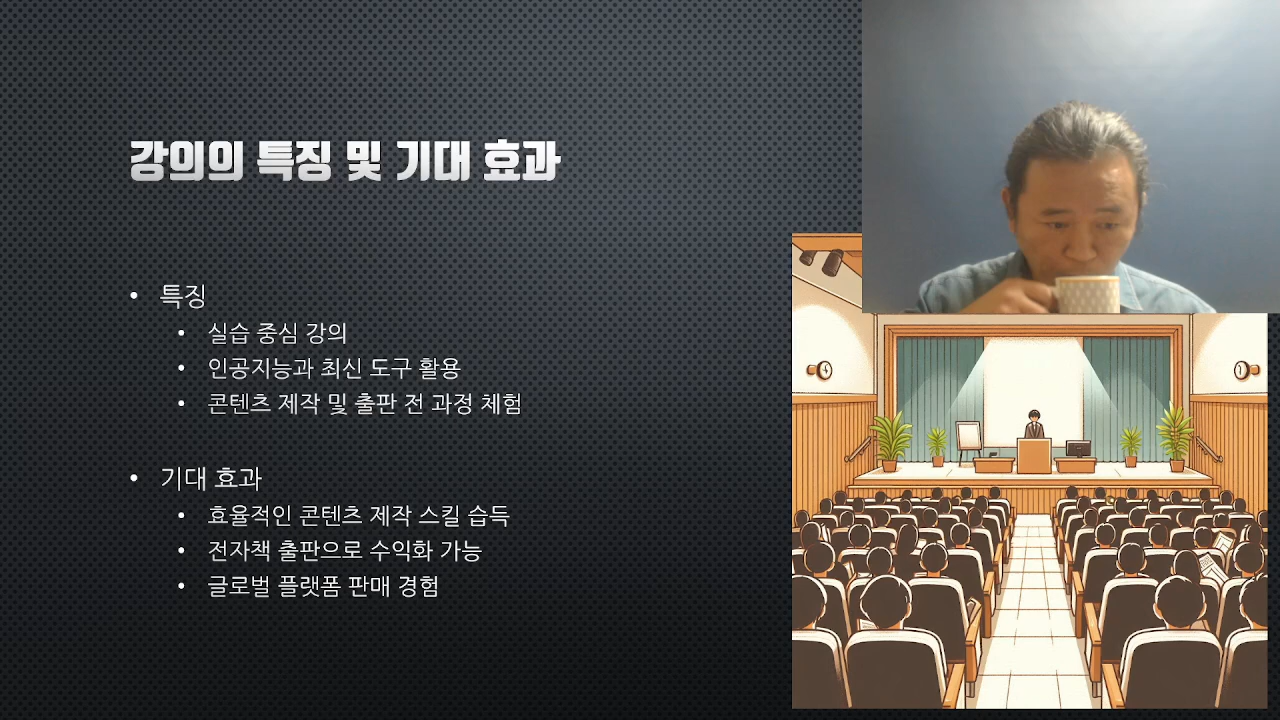 강의의 특징 및 기대 효과
• 특징
• 실습 중심 강의
• 인공지능과 최신 도구 활용
• 콘텐츠 제작 및 출판 전 과정 체험
• 기대 효과
• 효율적인 콘텐츠 제작 스킬 습득
• 전자책 출판으로 수익화 가능
• 글로벌 플랫폼 판매 경험